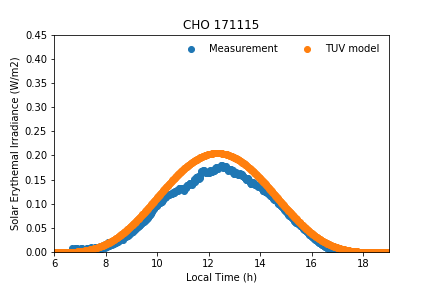 CHO 171115
Measurement TUV model
Solar Erythemal Irradiance (W/m2)
0.45
0.40
0.35
0.30
0.25
0.20
0.15
0.10
0.05
0.00
6 8 10 12 14 16 18
Local Time (h)